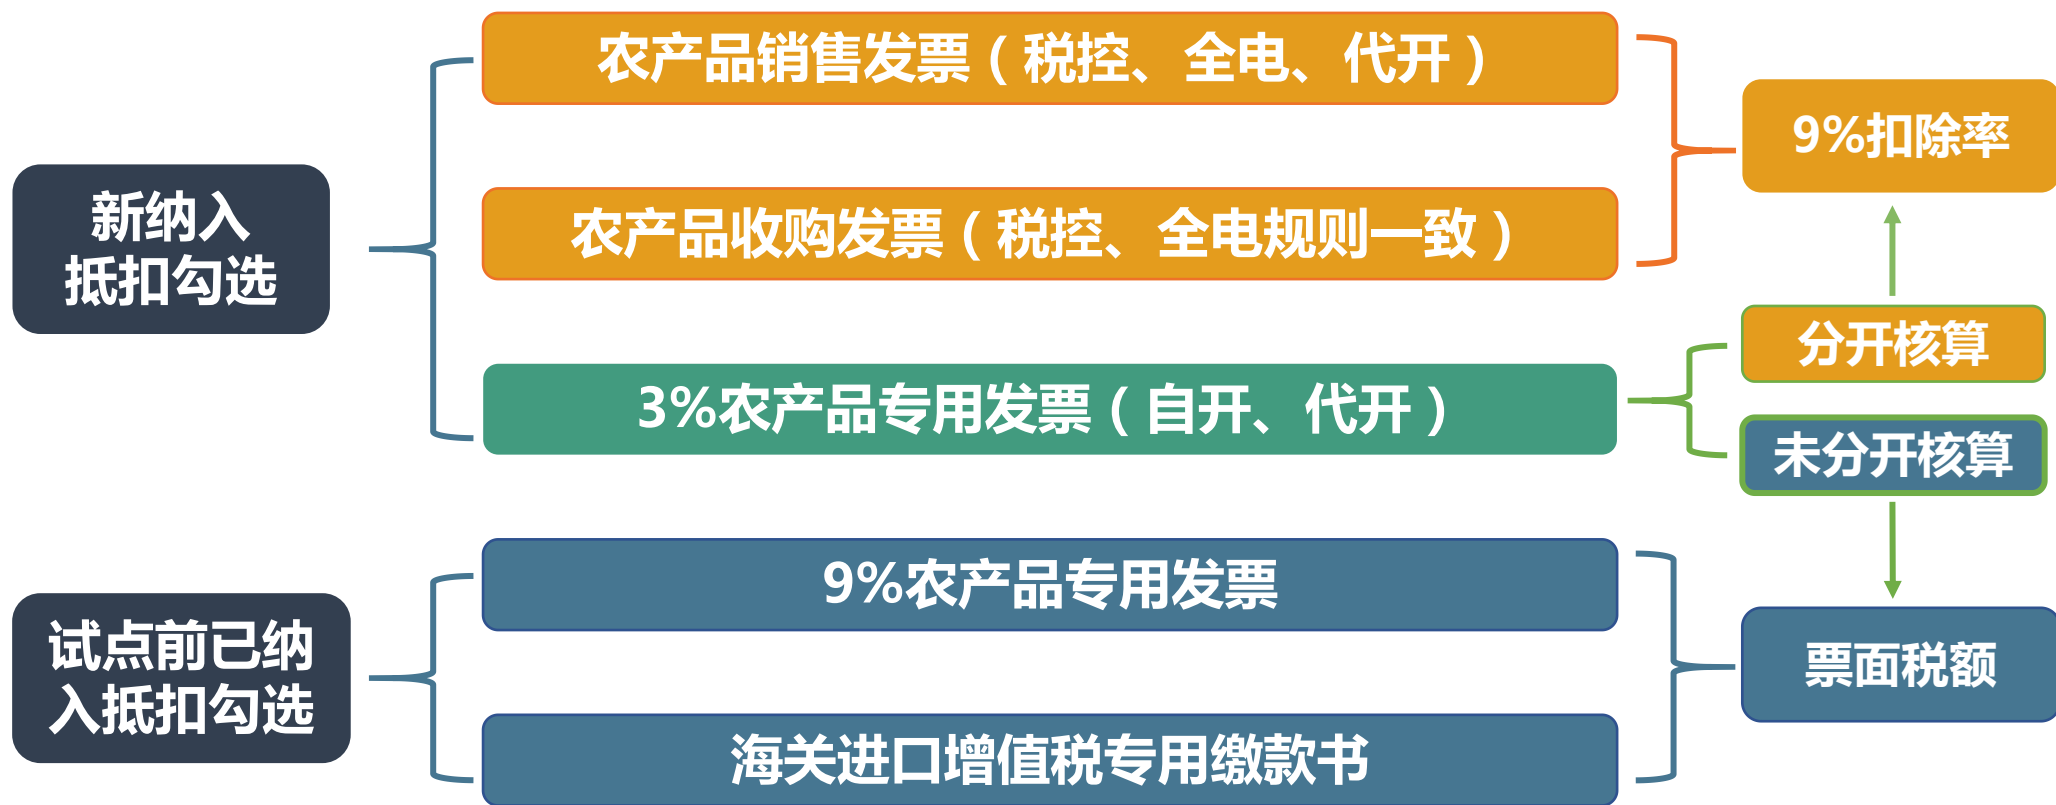 新纳入
抵扣勾选
农产品销售发票（税控、全电、代开）
农产品收购发票（税控、全电规则一致）
3%农产品专用发票（自开、代开）
9%扣除率
分开核算
未分开核算
试点前已纳
入抵扣勾选
9%农产品专用发票
海关进口增值税专用缴款书
票面税额